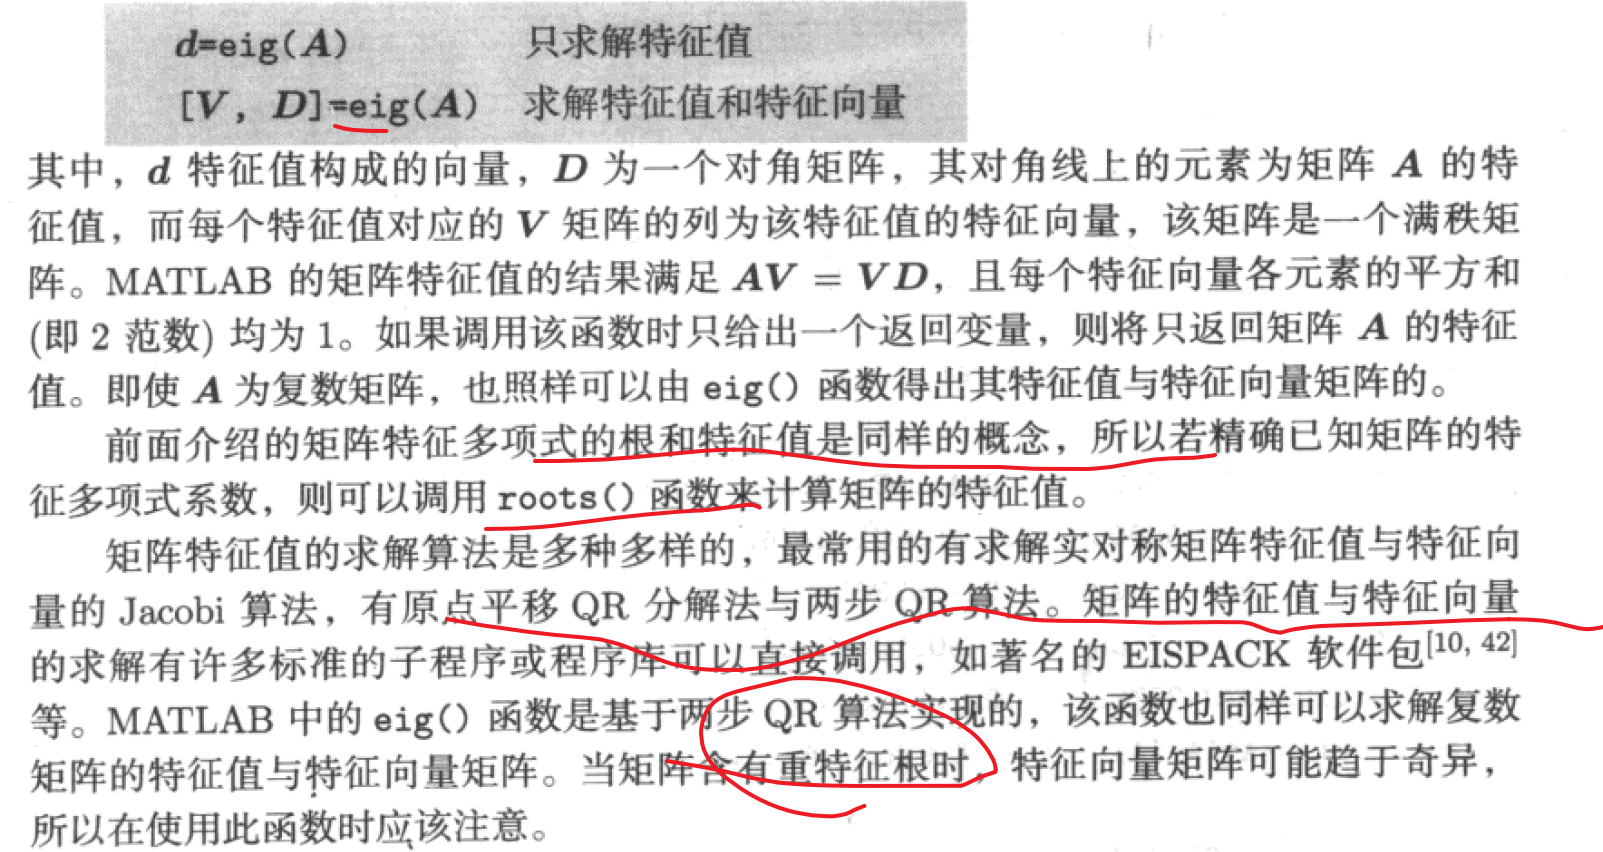 d=eig(A) 只求解特征值
[V, D]=eig(A) 求解特征值和特征向量
其中，d 特征值构成的向量，D 为一个对角矩阵，其对角线上的元素为矩阵 A 的特
征值，而每个特征值对应的 V 矩阵的列为该特征值的特征向量，该矩阵是一个满秩矩
阵。MATLAB 的矩阵特征值的结果满足 AV = VD，且每个特征向量各元素的平方和
(即 2 范数) 均为 1。如果调用该函数时只给出一个返回变量，则将只返回矩阵 A 的特征
值。即使 A 为复数矩阵，也照样可以由 eig() 函数得出其特征值与特征向量矩阵的。
前面介绍的矩阵特征多项式的根和特征值是同样的概念，所以若精确已知矩阵的特
征多项式系数，则可以调用 roots() 函数来计算矩阵的特征值。
矩阵特征值的求解算法是多种多样的，最常用的有求解实对称矩阵特征值与特征向
量的 Jacobi 算法，有原点平移 QR 分解法与两步 QR 算法。矩阵的特征值与特征向量
的求解有许多标准的子程序或程序库可以直接调用，如著名的 EISPACK 软件包[10, 42]
等。MATLAB 中的 eig() 函数是基于两步 QR 算法实现的，该函数也同样可以求解复数
矩阵的特征值与特征向量矩阵。当矩阵含有重特征根时，特征向量矩阵可能趋于奇异，
所以在使用此函数时应该注意。